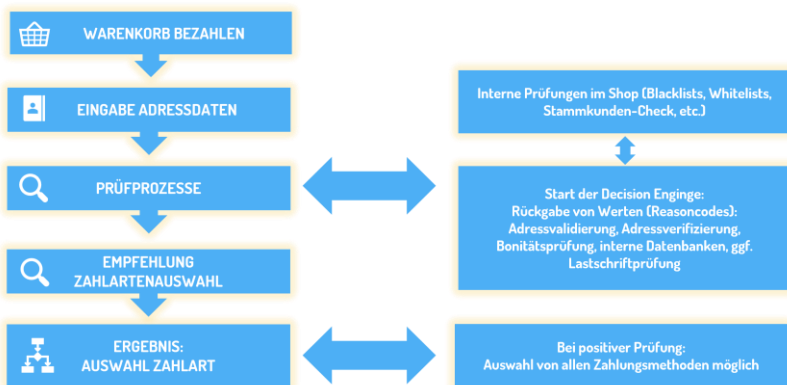 WARENKORB BEZAHLEN
EINGABE ADRESSDATEN
PRÜFPROZESSE
EMPFEHLUNG
ZAHLARTENAUSWAHL
ERGEBNIS:
AUSWAHL ZAHLART
Interne Prüfungen im Shop (Blacklists, Whitelists,
Stammkunden-Check, etc.)
Start der Decision Enginge:
Rückgabe von Werten (Reasoncodes):
Adressvalidierung, Adressverifizierung,
Bonitätsprüfung, interne Datenbanken, ggf.
Lastschriftprüfung
Bei positiver Prüfung:
Auswahl von allen Zahlungsmethoden möglich